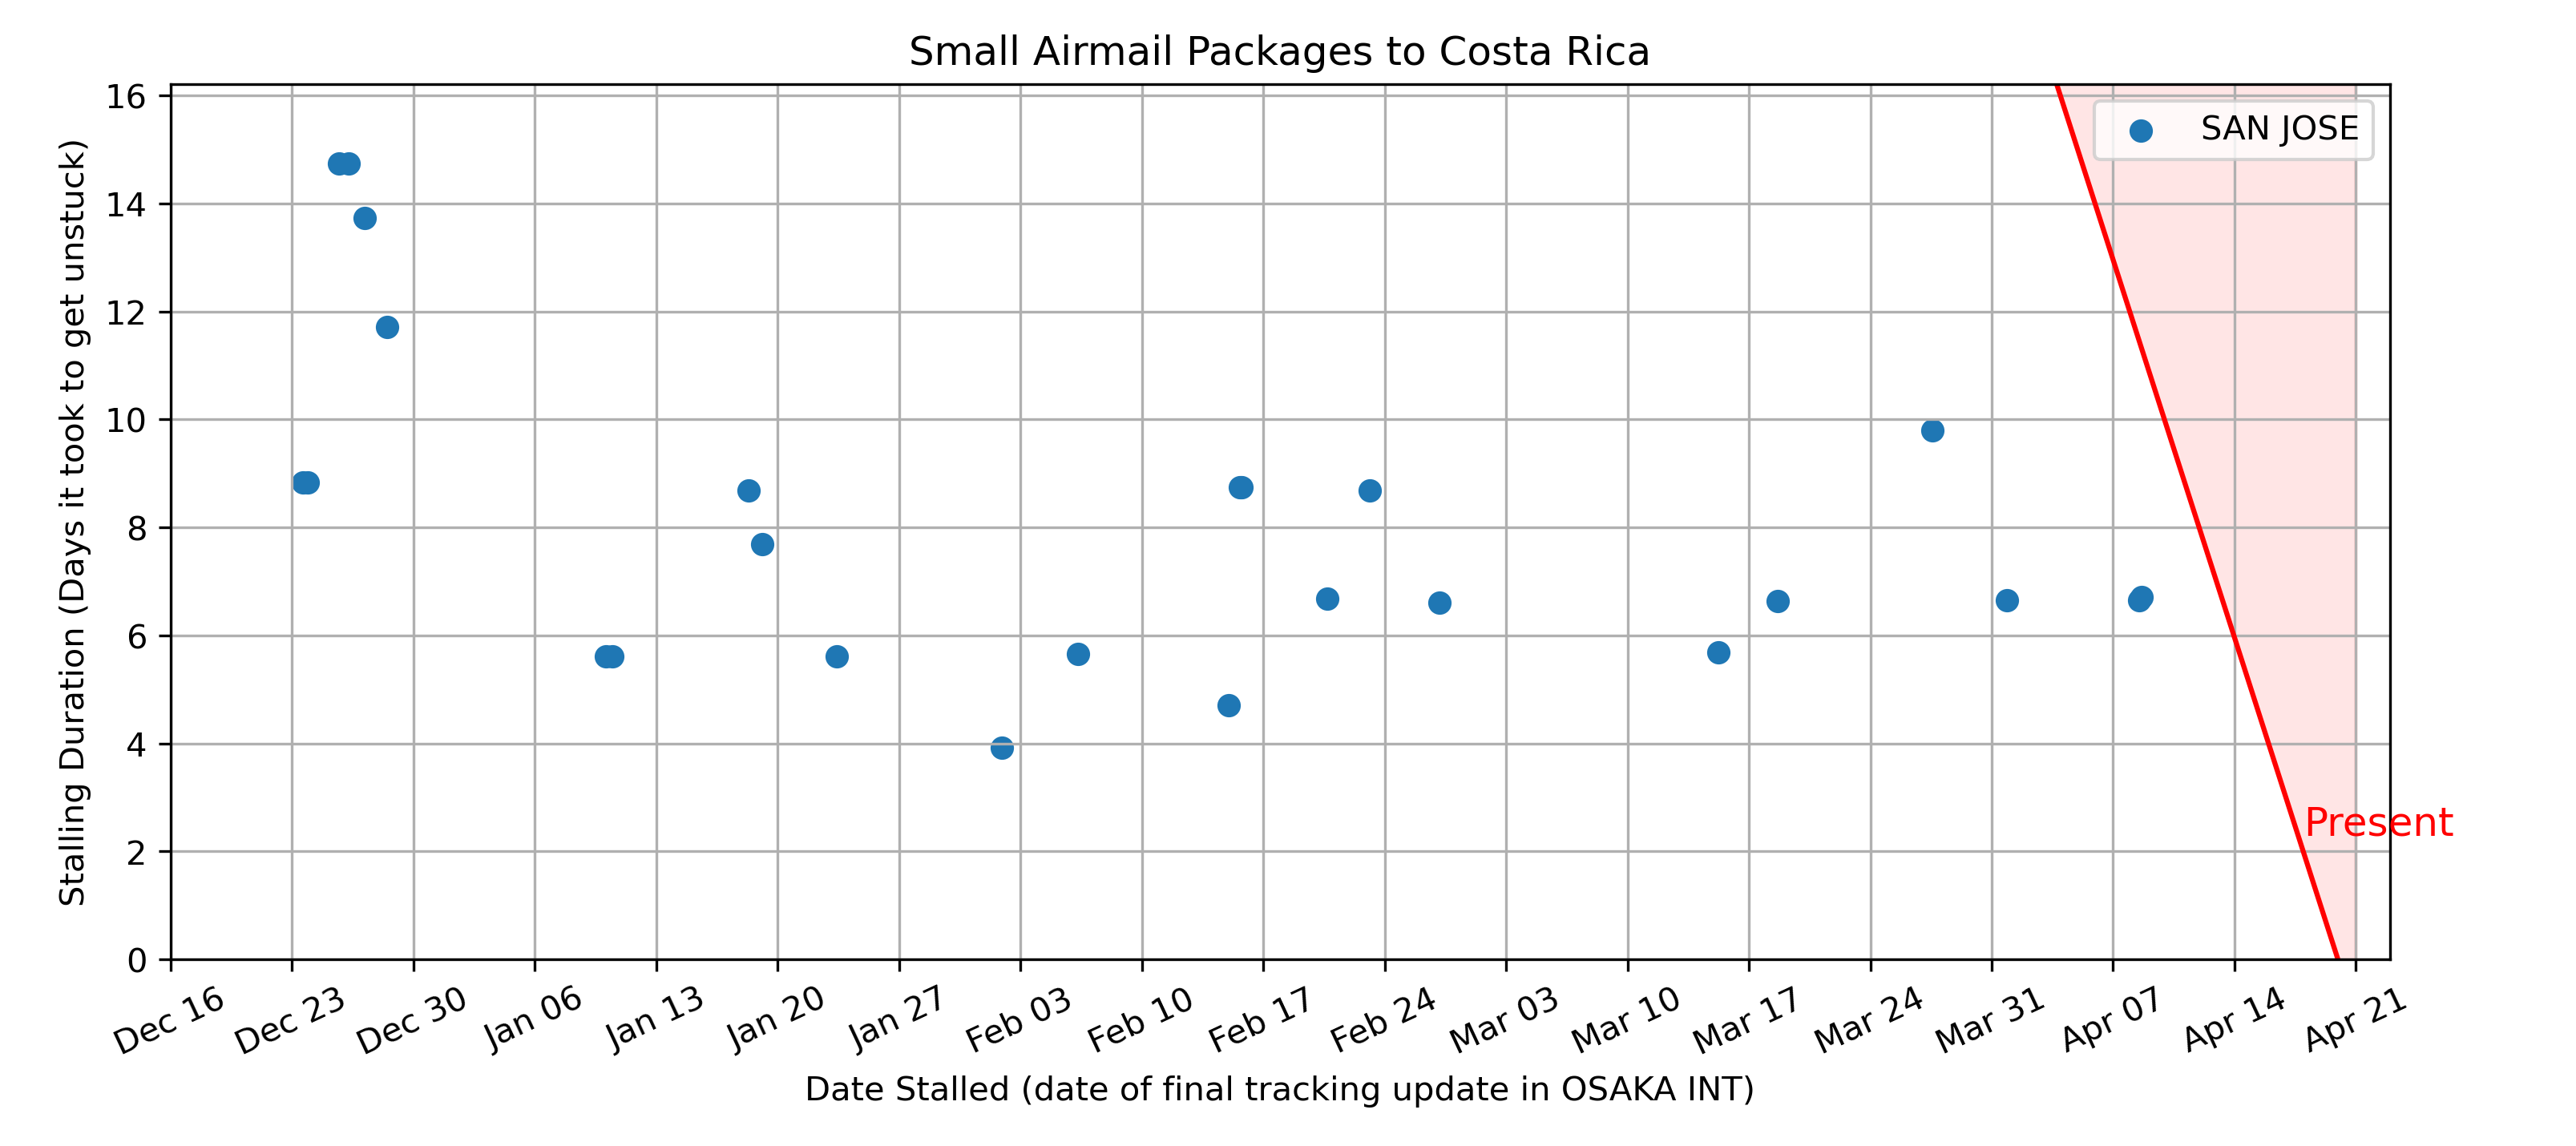 Small Airmail Packages to Costa Rica
Stalling Duration (Days it took to get unstuck)
16
14
12
10
8
6
4
2
0
SAN JOSE
Present
Dec 16 Dec 23 Dec 30 Jan 06 Jan 13 Jan 20 Jan 27 Feb 03 Feb 10 Feb 17 Feb 24 Mar 03 Mar 10 Mar 17 Mar 24 Mar 31 Apr 07 Apr 14 Apr 21
Date Stalled (date of final tracking update in OSAKA INT)